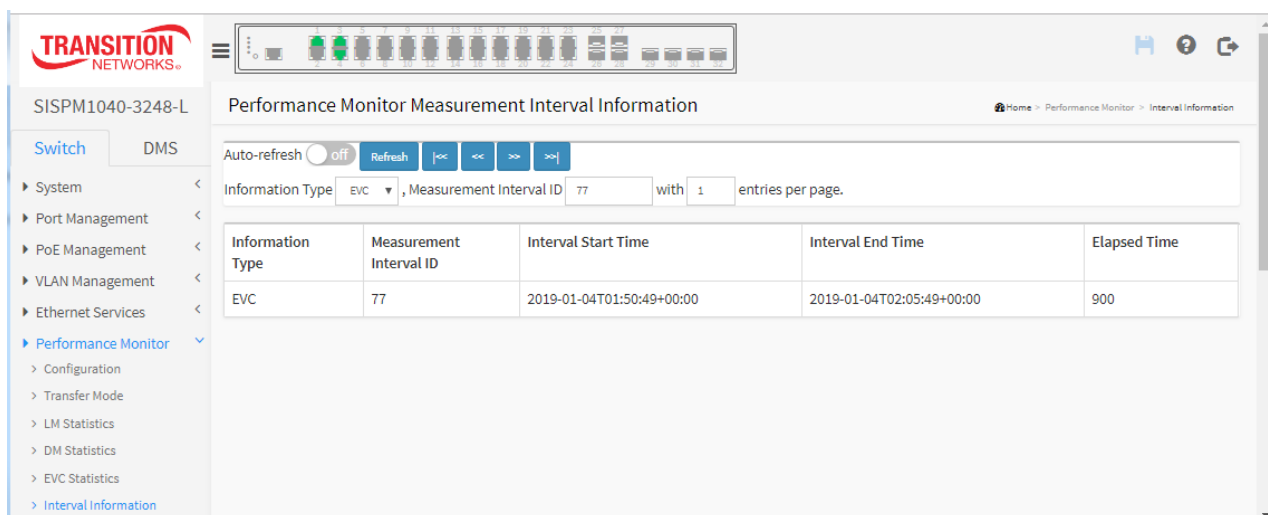 1 3 5 7 9 11 13 15 17 19 21 23 25 27
TRANSITION
NETWORKS®
2 4 6 8 10 12 14 16 18 20 22 24 26 28 29 30 31 32
SISPM1040-3248-L
Performance Monitor Measurement Interval Information
Home > Performance Monitor > Interval Information
Switch DMS
Auto-refresh off Refresh |<< << >> >>|
Information Type EVC , Measurement Interval ID 77 with 1 entries per page.
System
Port Management
PoE Management
VLAN Management
Ethernet Services
Performance Monitor
> Configuration
> Transfer Mode
> LM Statistics
> DM Statistics
> EVC Statistics
> Interval Information
Information Type Measurement Interval ID Interval Start Time Interval End Time Elapsed Time
EVC 77 2019-01-04T01:50:49+00:00 2019-01-04T02:05:49+00:00 900